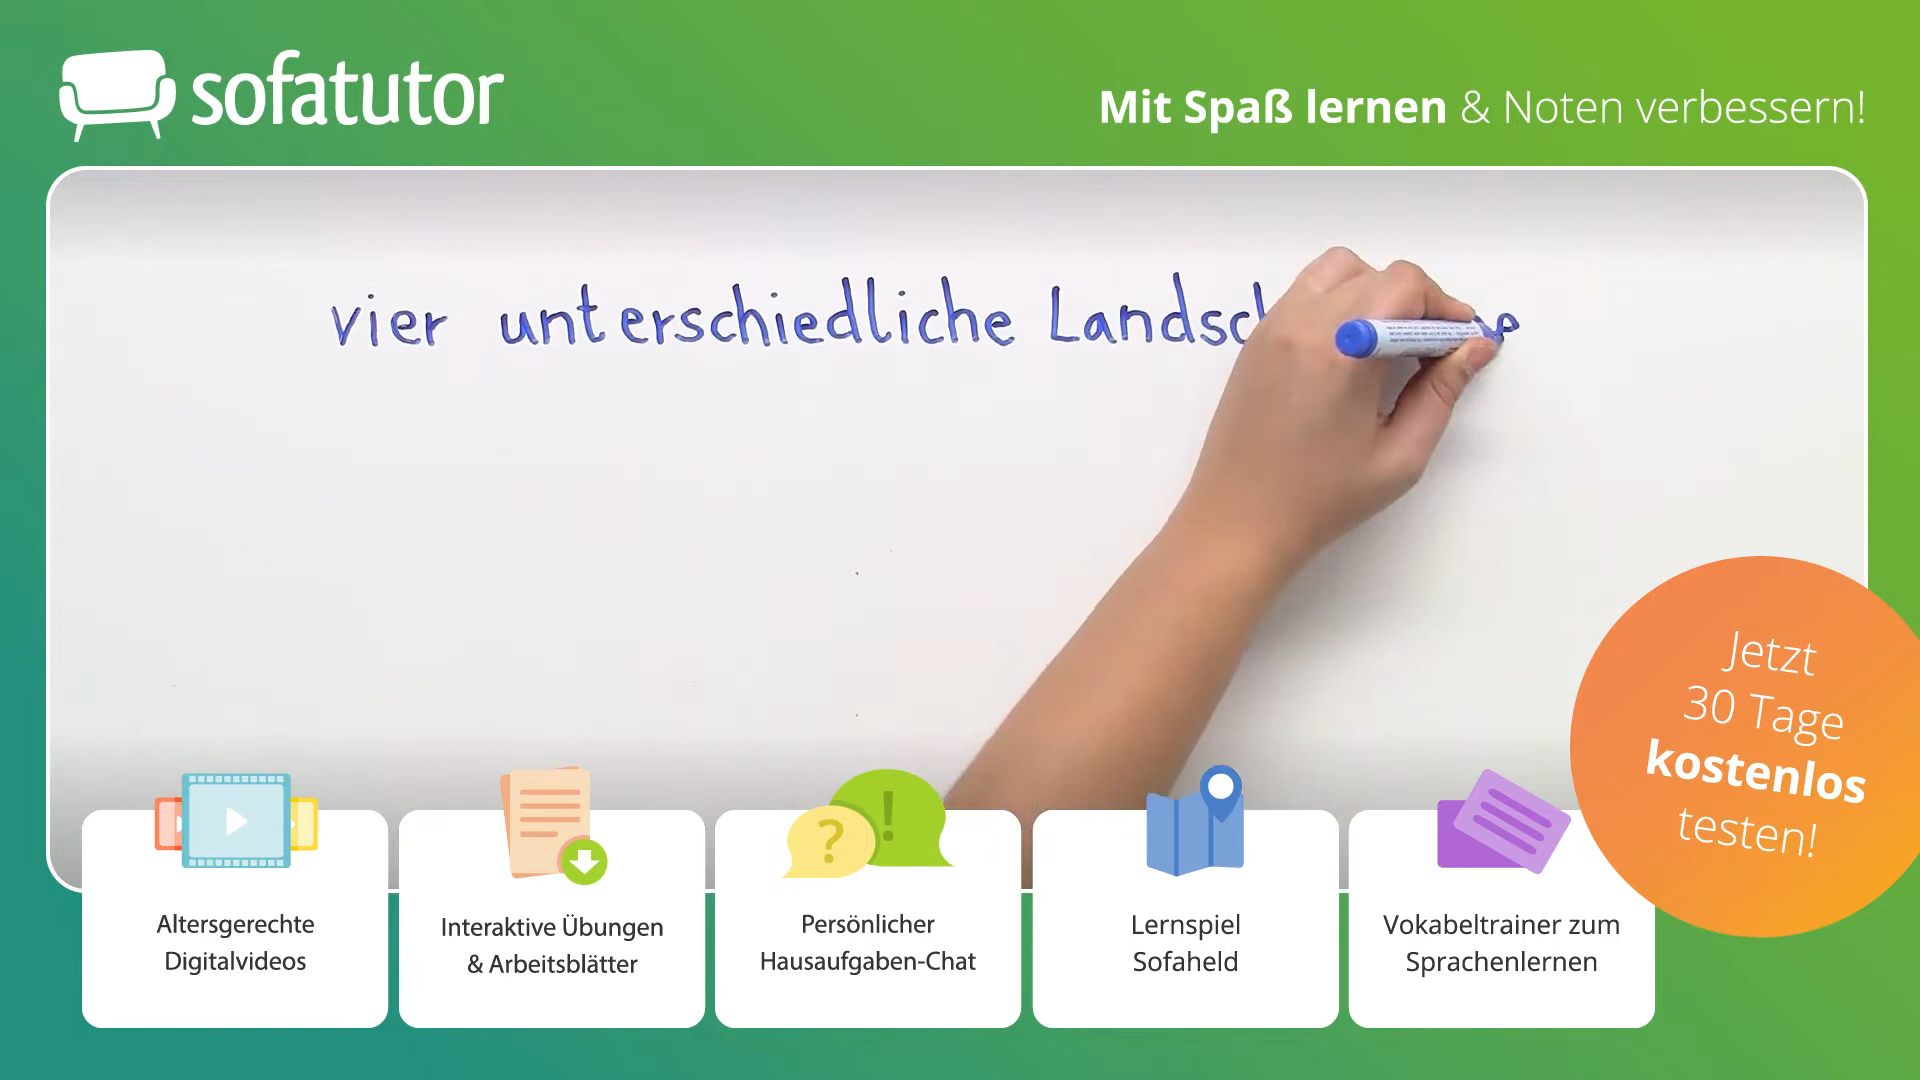 sofatutor
Mit Spaß lernen & Noten verbessern!
vier unterschiedliche
Jetzt
30 Tage
kostenlos
testen!
Altersgerechte
Digitalvideos
Interaktive Übungen
& Arbeitsblätter
Persönlicher
Hausaufgaben-Chat
Lernspiel
Sofaheld
Vokabeltrainer zum
Sprachenlernen